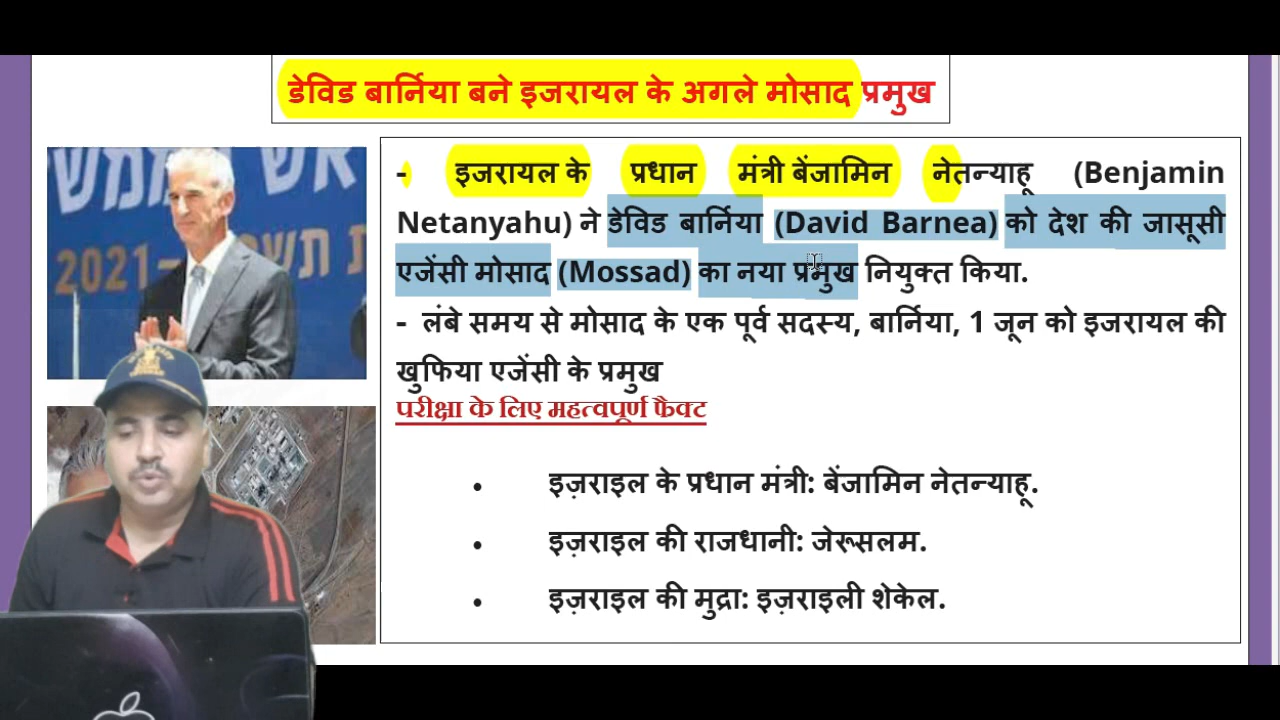 डेविड बार्निया बने इजरायल के अगले मोसाद प्रमुख
- इजरायल के प्रधान मंत्री बेंजामिन नेतन्याहू (Benjamin
Netanyahu) ने डेविड बार्निया (David Barnea) को देश की जासूसी
एजेंसी मोसाद (Mossad) का नया प्रमुख नियुक्त किया.
- लंबे समय से मोसाद के एक पूर्व सदस्य, बार्निया, 1 जून को इजरायल की
खुफिया एजेंसी के प्रमुख
परीक्षा के लिए महत्वपूर्ण फैक्ट
• इज़राइल के प्रधान मंत्री: बेंजामिन नेतन्याहू.
• इज़राइल की राजधानी: जेरूसलम.
• इज़राइल की मुद्रा: इज़राइली शेकेल.
2021-